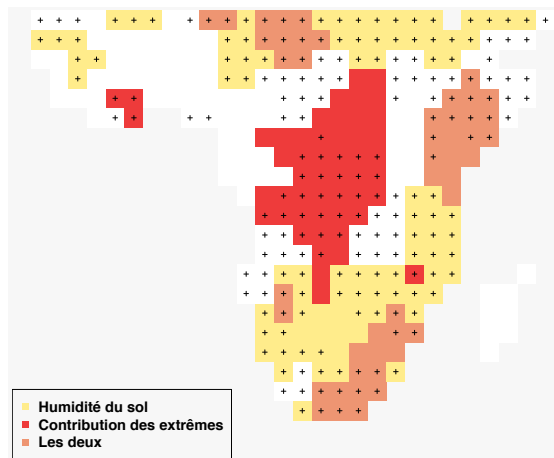 Humidité du sol
Contribution des extrêmes
Les deux